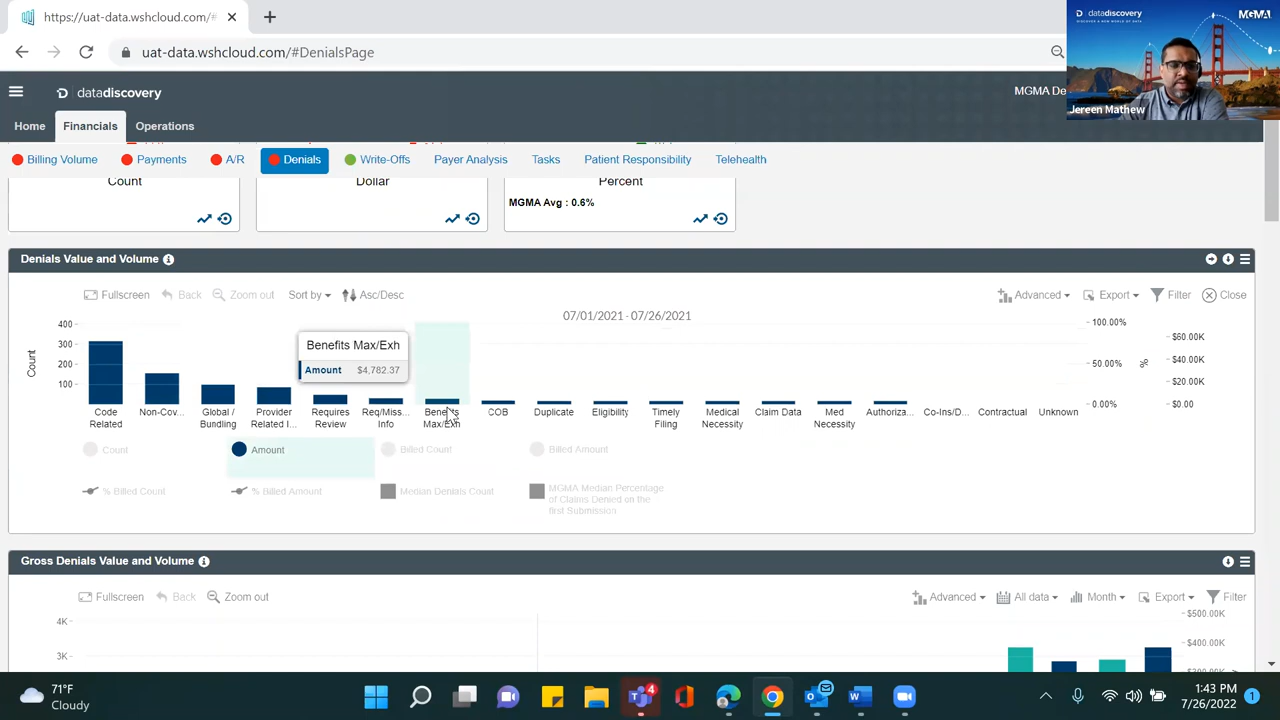 https://uat-data.wshcloud.com/#
uat-data.wshcloud.com/#DenialsPage
datadiscovery
DISCOVER A NEW WORLD OF DATA
MGMA
Jereen Mathew
datadiscovery
MGMA De
Home
Financials
Operations
Billing Volume
Payments
A/R
Denials
Write-Offs
Payer Analysis
Tasks
Patient Responsibility
Telehealth
Count
Dollar
Percent
MGMA Avg : 0.6%
Denials Value and Volume
Fullscreen
Back
Zoom out
Sort by
Asc/Desc
Advanced
Export
Filter
Close
07/01/2021 - 07/26/2021
Count
400
300
200
100
Benefits Max/Exh
Amount $4,782.37
100.00%
50.00%
0.00%
%
$60.00K
$40.00K
$20.00K
$0.00
Code
Related
Non-Cov...
Global /
Bundling
Provider
Related I...
Requires
Review
Req/Miss...
Info
Benefits
Max/Exh
COB
Duplicate
Eligibility
Timely
Filing
Medical
Necessity
Claim Data
Med
Necessity
Authoriza...
Co-Ins/D...
Contractual
Unknown
Count
Amount
Billed Count
Billed Amount
% Billed Count
% Billed Amount
Median Denials Count
MGMA Median Percentage
of Claims Denied on the
first Submission
Gross Denials Value and Volume
Fullscreen
Back
Zoom out
Advanced
All data
Month
Export
Filter
4K
3K
$500.00K
$400.00K
71°F
Cloudy
4
1:43 PM
7/26/2022
1